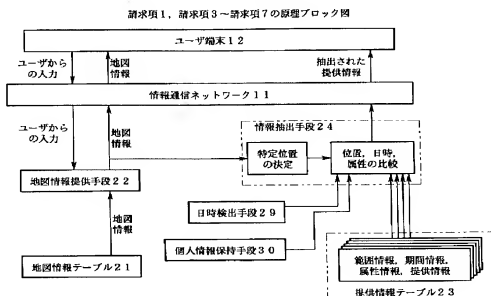 請求項1，請求項3～請求項7の原理ブロック図
ユーザ端末12
ユーザから
の入力
地図
情報
抽出された
提供情報
情報通信ネットワーク11
ユーザから
の入力
地図
情報
情報抽出手段24
特定位置
の決定
位置，日時，
属性の比較
地図情報提供手段22
地図
情報
日時検出手段29
個人情報保持手段30
地図情報テーブル21
範囲情報，期間情報，
属性情報，提供情報
提供情報テーブル23